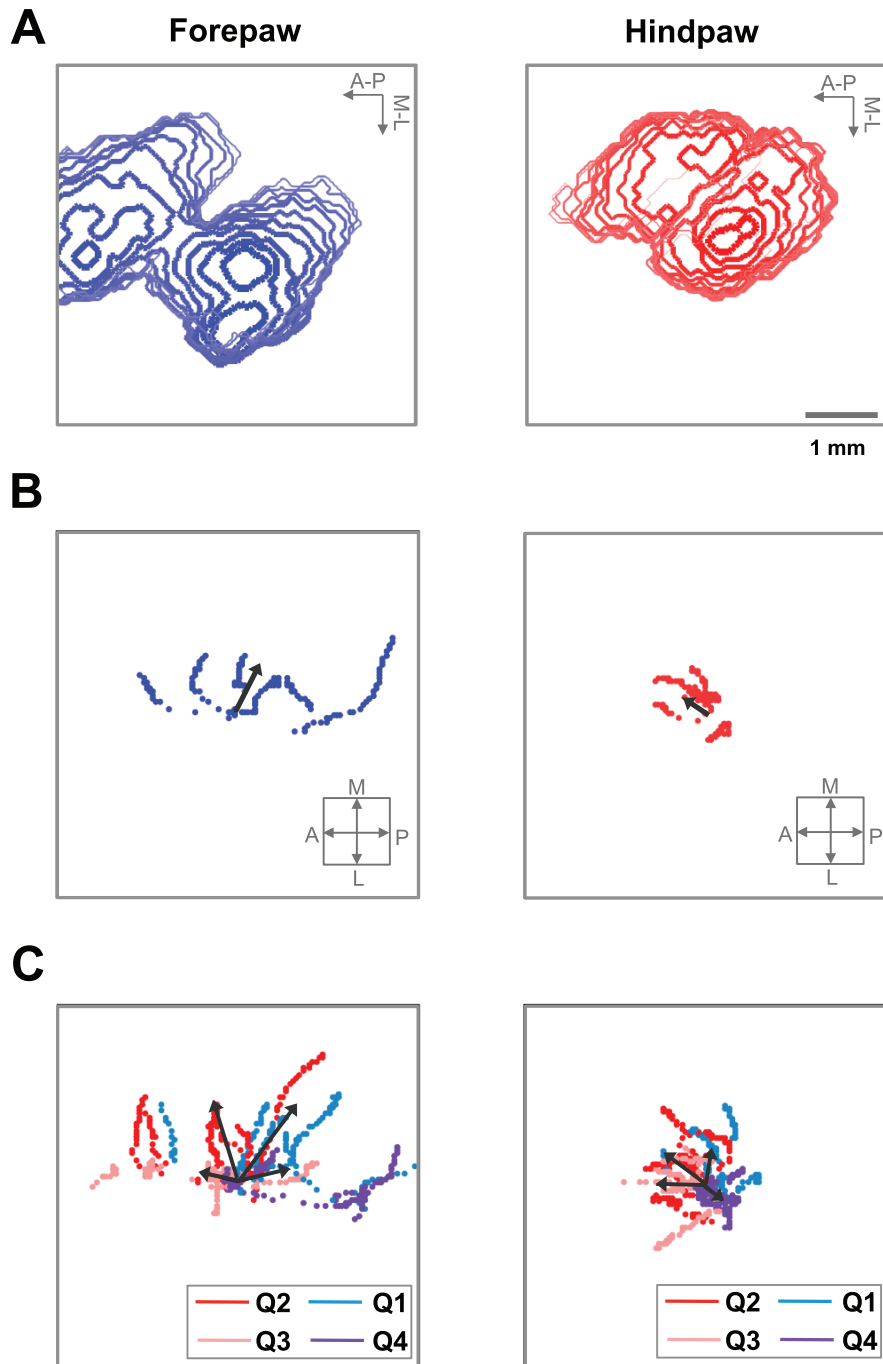 A
Forepaw
Hindpaw
A-P
M-L
A-P
M-L
1 mm
B
M
A
P
L
M
A
P
L
C
Q2 Q1
Q3 Q4
Q2 Q1
Q3 Q4